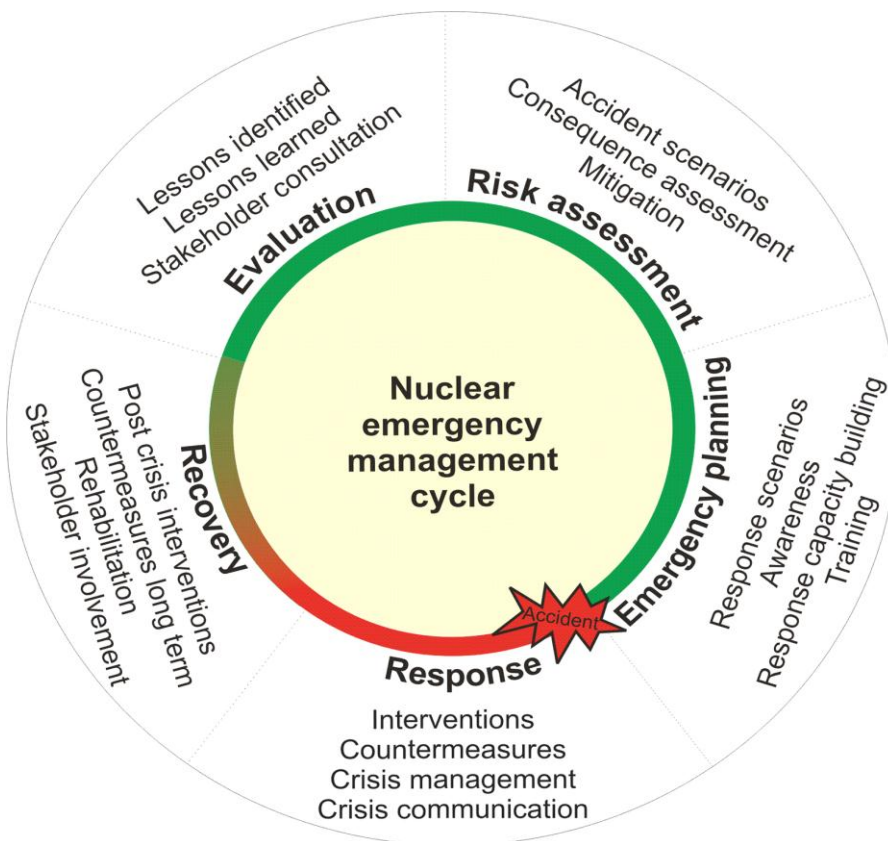 Nuclear
emergency
management
cycle
Risk assessment
Accident scenarios
Consequence assessment
Mitigation
Emergency planning
Response scenarios
Awareness
Response capacity building
Training
Accident
Response
Interventions
Countermeasures
Crisis management
Crisis communication
Recovery
Post crisis interventions
Countermeasures long term
Rehabilitation
Stakeholder involvement
Evaluation
Lessons identified
Lessons learned
Stakeholder consultation